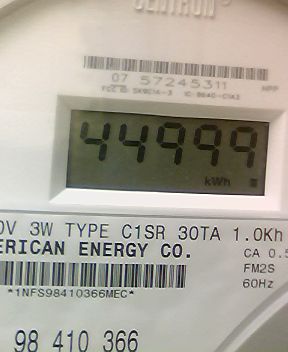 CENTRON
07 57245311
44999
kWh
V 3W TYPE C1SR 30TA 1.0Kh
ERICAN ENERGY CO.
CA 0.5
FM2S
60Hz
*1NFS98410366MEC*
98 410 366